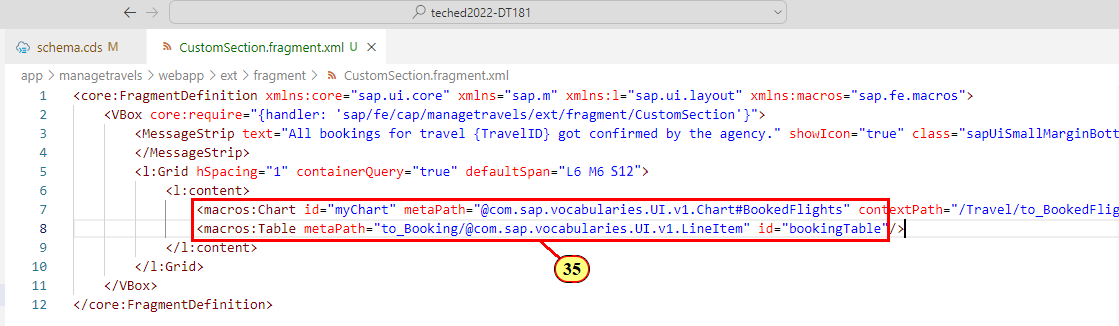 teched2022-DT181
schema.cds M CustomSection.fragment.xml U
app > managetravels > webapp > ext > fragment > CustomSection.fragment.xml
1 <core:FragmentDefinition xmlns:core="sap.ui.core" xmlns="sap.m" xmlns:l="sap.ui.layout" xmlns:macros="sap.fe.macros">
2 <VBox core:require="{handler: 'sap/fe/cap/managetravels/ext/fragment/CustomSection'}">
3 <MessageStrip text="All bookings for travel {TravelID} got confirmed by the agency." showIcon="true" class="sapUiSmallMarginBott
4 </MessageStrip>
5 <l:Grid hSpacing="1" containerQuery="true" defaultSpan="L6 M6 S12">
6 <l:content>
7 <macros:Chart id="myChart" metaPath="@com.sap.vocabularies.UI.v1.Chart#BookedFlights" contextPath="/Travel/to_BookedFlig
8 <macros:Table metaPath="to_Booking/@com.sap.vocabularies.UI.v1.LineItem" id="bookingTable"/>
9 </l:content>
10 </l:Grid>
11 </VBox>
12 </core:FragmentDefinition>
35